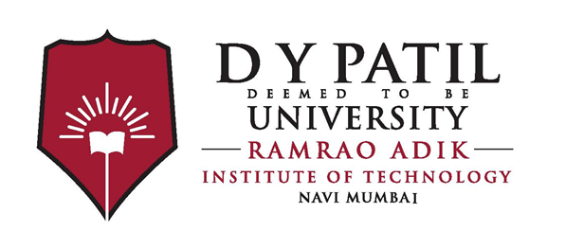 D Y PATIL
DEEMED TO BE
UNIVERSITY
RAMRAO ADIK
INSTITUTE OF TECHNOLOGY
NAVI MUMBAI